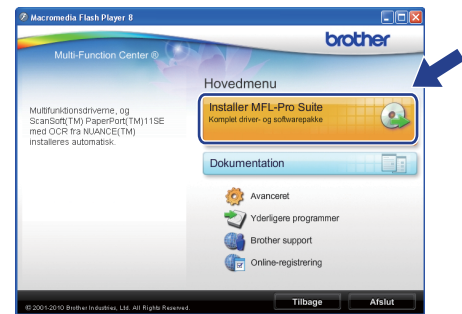 Macromedia Flash Player 8
brother
Multi-Function Center ®
Hovedmenu
Multifunktionsdriverne, og
ScanSoft(TM) PaperPort(TM)11SE
med OCR fra NUANCE(TM)
installeres automatisk.
Installer MFL-Pro Suite
Komplet driver- og softwarepakke
Dokumentation
Avanceret
Yderligere programmer
Brother support
Online-registrering
© 2001-2010 Brother Industries, Ltd. All Rights Reserved.
Tilbage
Afslut